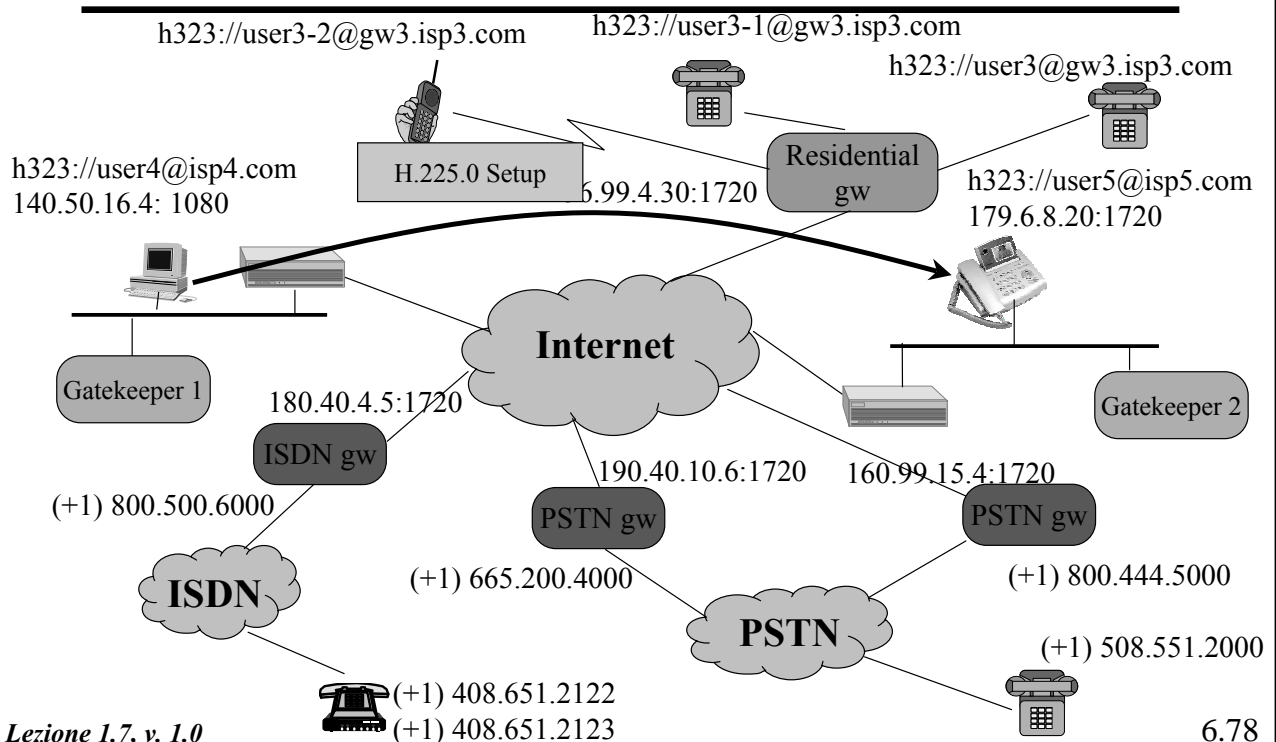 h323://user3-2@gw3.isp3.com
h323://user3-1@gw3.isp3.com
h323://user3@gw3.isp3.com
h323://user4@isp4.com
140.50.16.4: 1080
H.225.0 Setup
6.99.4.30:1720
Residential
gw
h323://user5@isp5.com
179.6.8.20:1720
Internet
Gatekeeper 1
Gatekeeper 2
180.40.4.5:1720
ISDN gw
190.40.10.6:1720
160.99.15.4:1720
(+1) 800.500.6000
PSTN gw
PSTN gw
(+1) 665.200.4000
(+1) 800.444.5000
ISDN
PSTN
(+1) 508.551.2000
(+1) 408.651.2122
(+1) 408.651.2123
Lezione 1.7, v. 1.0
6.78